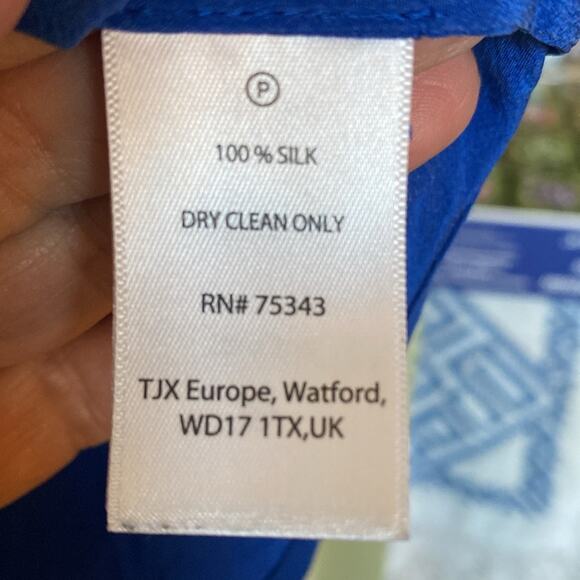 P
100 % SILK
DRY CLEAN ONLY
RN# 75343
TJX Europe, Watford,
WD17 1TX,UK